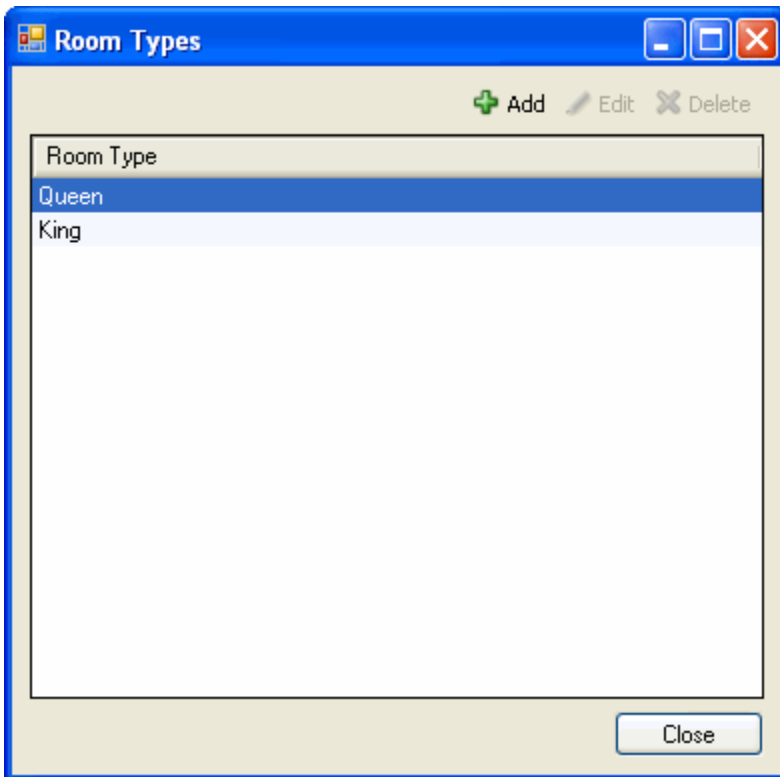 Room Types
Add Edit Delete
Room Type
Queen
King
Close